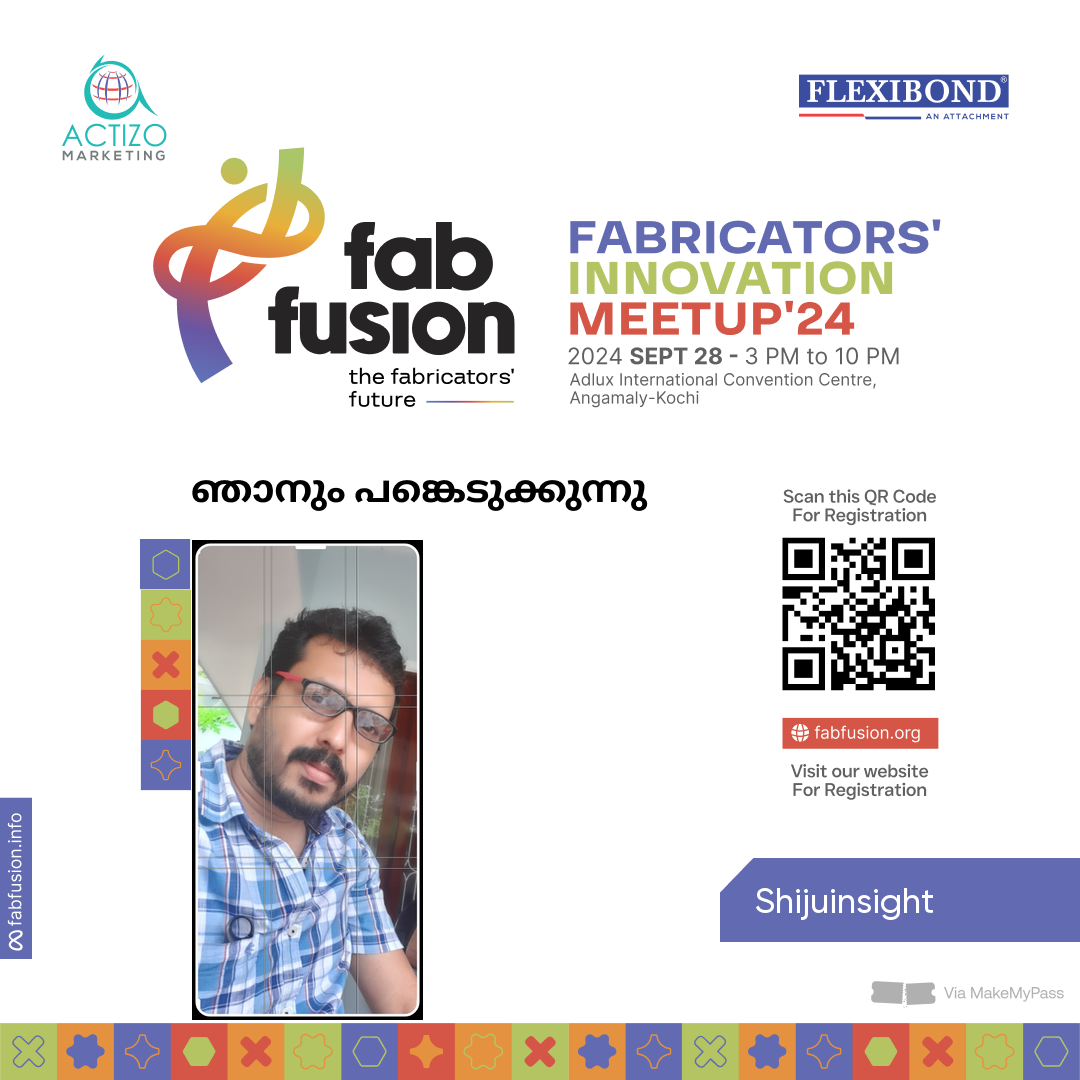 ACTIZO
MARKETING
FLEXIBOND®
AN ATTACHMENT
fab
fusion
the fabricators'
future
FABRICATORS'
INNOVATION
MEETUP'24
2024 SEPT 28 - 3 PM to 10 PM
Adlux International Convention Centre,
Angamaly-Kochi
ഞാനും പങ്കെടുക്കുന്നു
Scan this QR Code
For Registration
fabfusion.org
Visit our website
For Registration
fabfusion.info
Shijuinsight
Via MakeMyPass